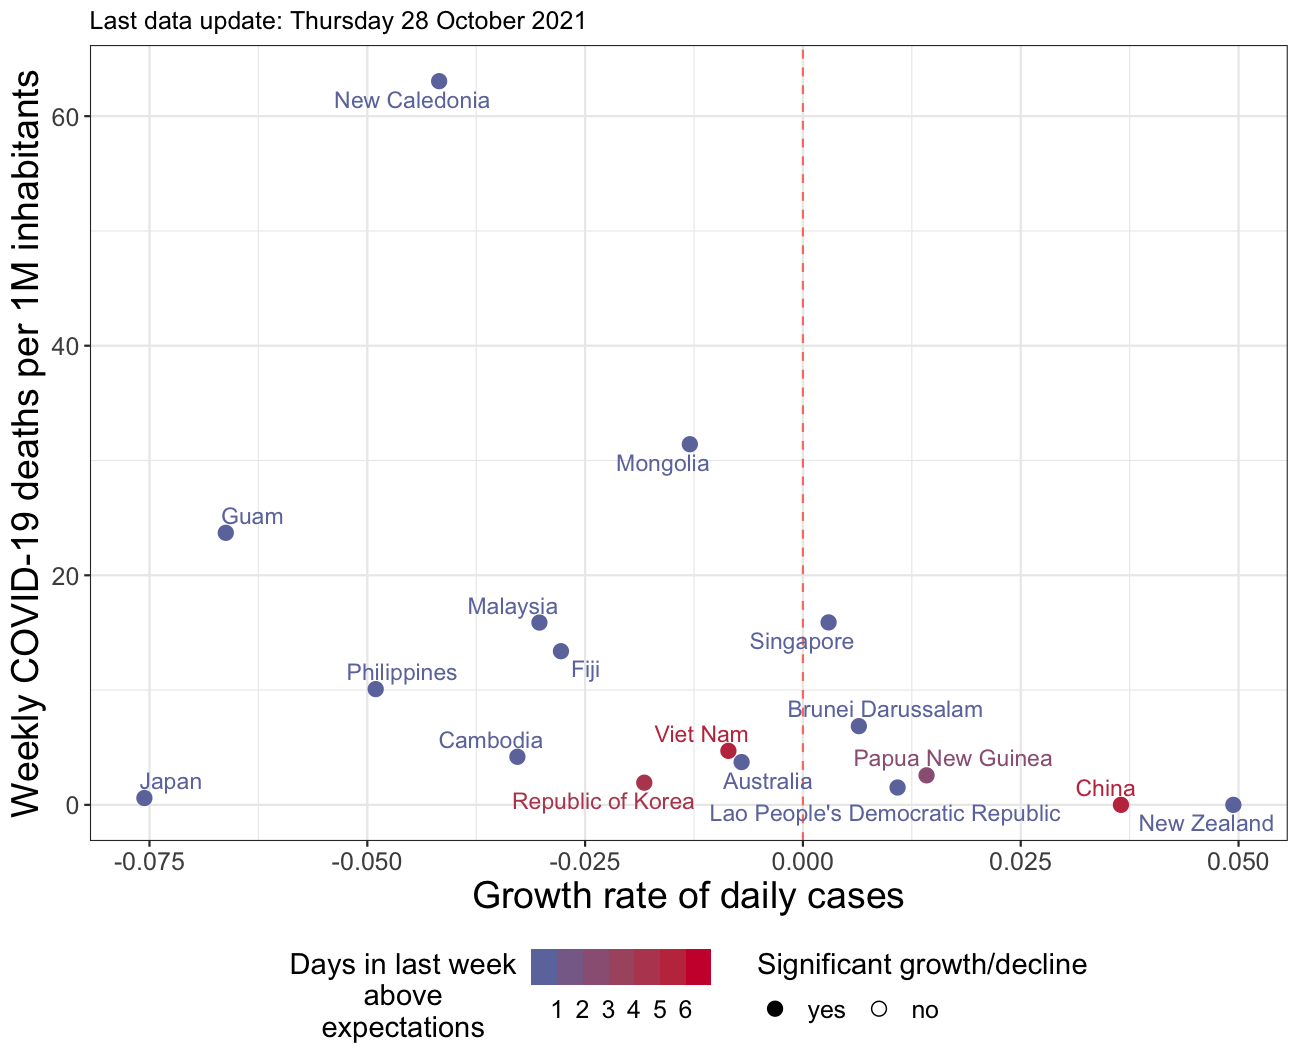 Last data update: Thursday 28 October 2021
Weekly COVID-19 deaths per 1M inhabitants
60
40
20
0
New Caledonia
Mongolia
Guam
Malaysia
Singapore
Fiji
Philippines
Brunei Darussalam
Viet Nam
Cambodia
Papua New Guinea
Japan
Australia
China
Republic of Korea
Lao People's Democratic Republic
New Zealand
-0.075 -0.050 -0.025 0.000 0.025 0.050
Growth rate of daily cases
Days in last week
above
expectations
1 2 3 4 5 6
Significant growth/decline
yes no